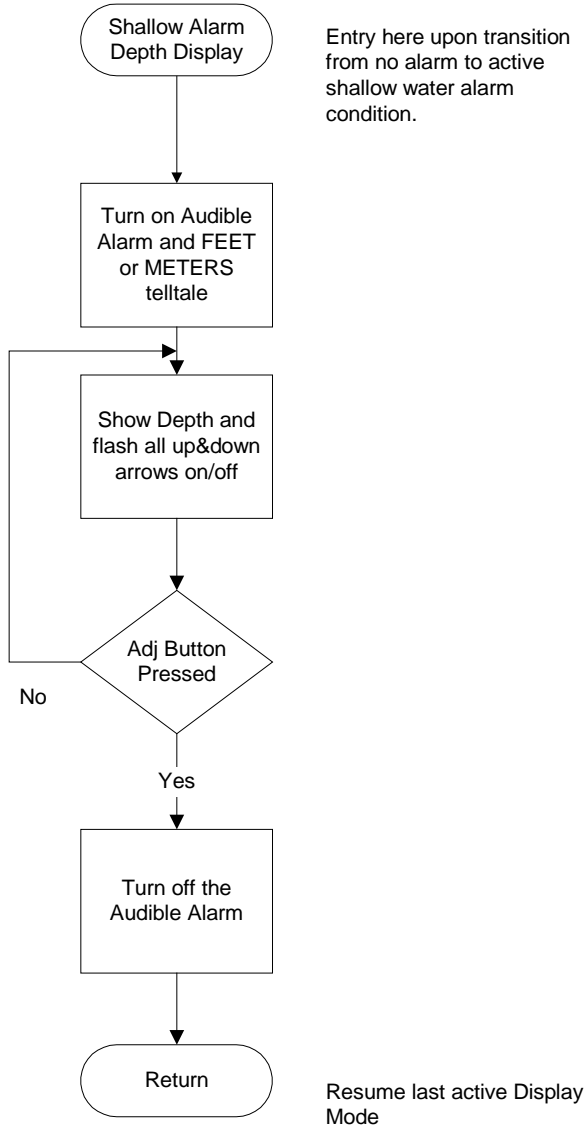 Shallow Alarm
Depth Display
Entry here upon transition
from no alarm to active
shallow water alarm
condition.
Turn on Audible
Alarm and FEET
or METERS
telltale
Show Depth and
flash all up&down
arrows on/off
Adj Button
Pressed
No
Yes
Turn off the
Audible Alarm
Return
Resume last active Display
Mode